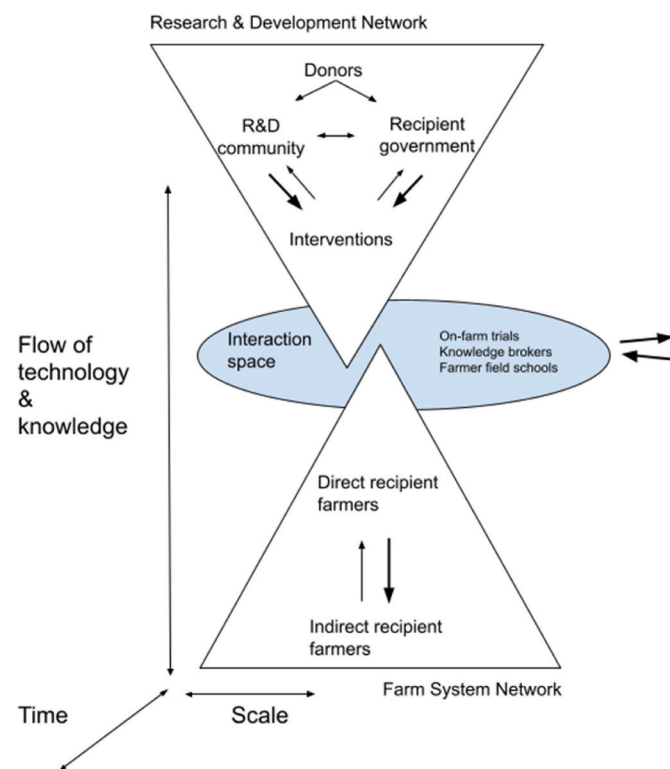 Research & Development Network
Donors
R&D
community
Recipient
government
Interventions
Interaction
space
On-farm trials
Knowledge brokers
Farmer field schools
Flow of
technology
&
knowledge
Direct recipient
farmers
Indirect recipient
farmers
Farm System Network
Time
Scale